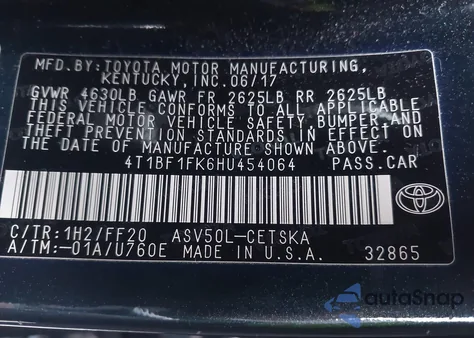 MFD.BY:TOYOTA MOTOR MANUFACTURING,
KENTUCKY, INC.06/17
GVWR 4630LB GAWR FR 2625LB RR 2625LB
THIS VEHICLE CONFORMS TO ALL APPLICABLE
FEDERAL MOTOR VEHICLE SAFETY, BUMPER AND
THEFT PREVENTION STANDARDS IN EFFECT ON
THE DATE OF MANUFACTURE SHOWN ABOVE.
4T1BF1FK6HU454064 PASS.CAR
C/TR:1H2/FF20 ASV50L-CETSKA
A/TM:-01A/U760E MADE IN U.S.A. 32865
TOYOTA
autoSnap